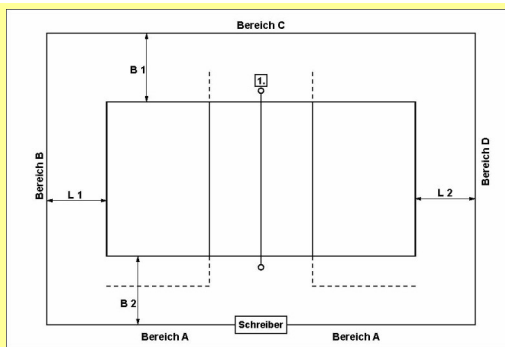 Bereich C
B 1
1.
Bereich B
Bereich D
L 1
L 2
B 2
Schreiber
Bereich A
Bereich A